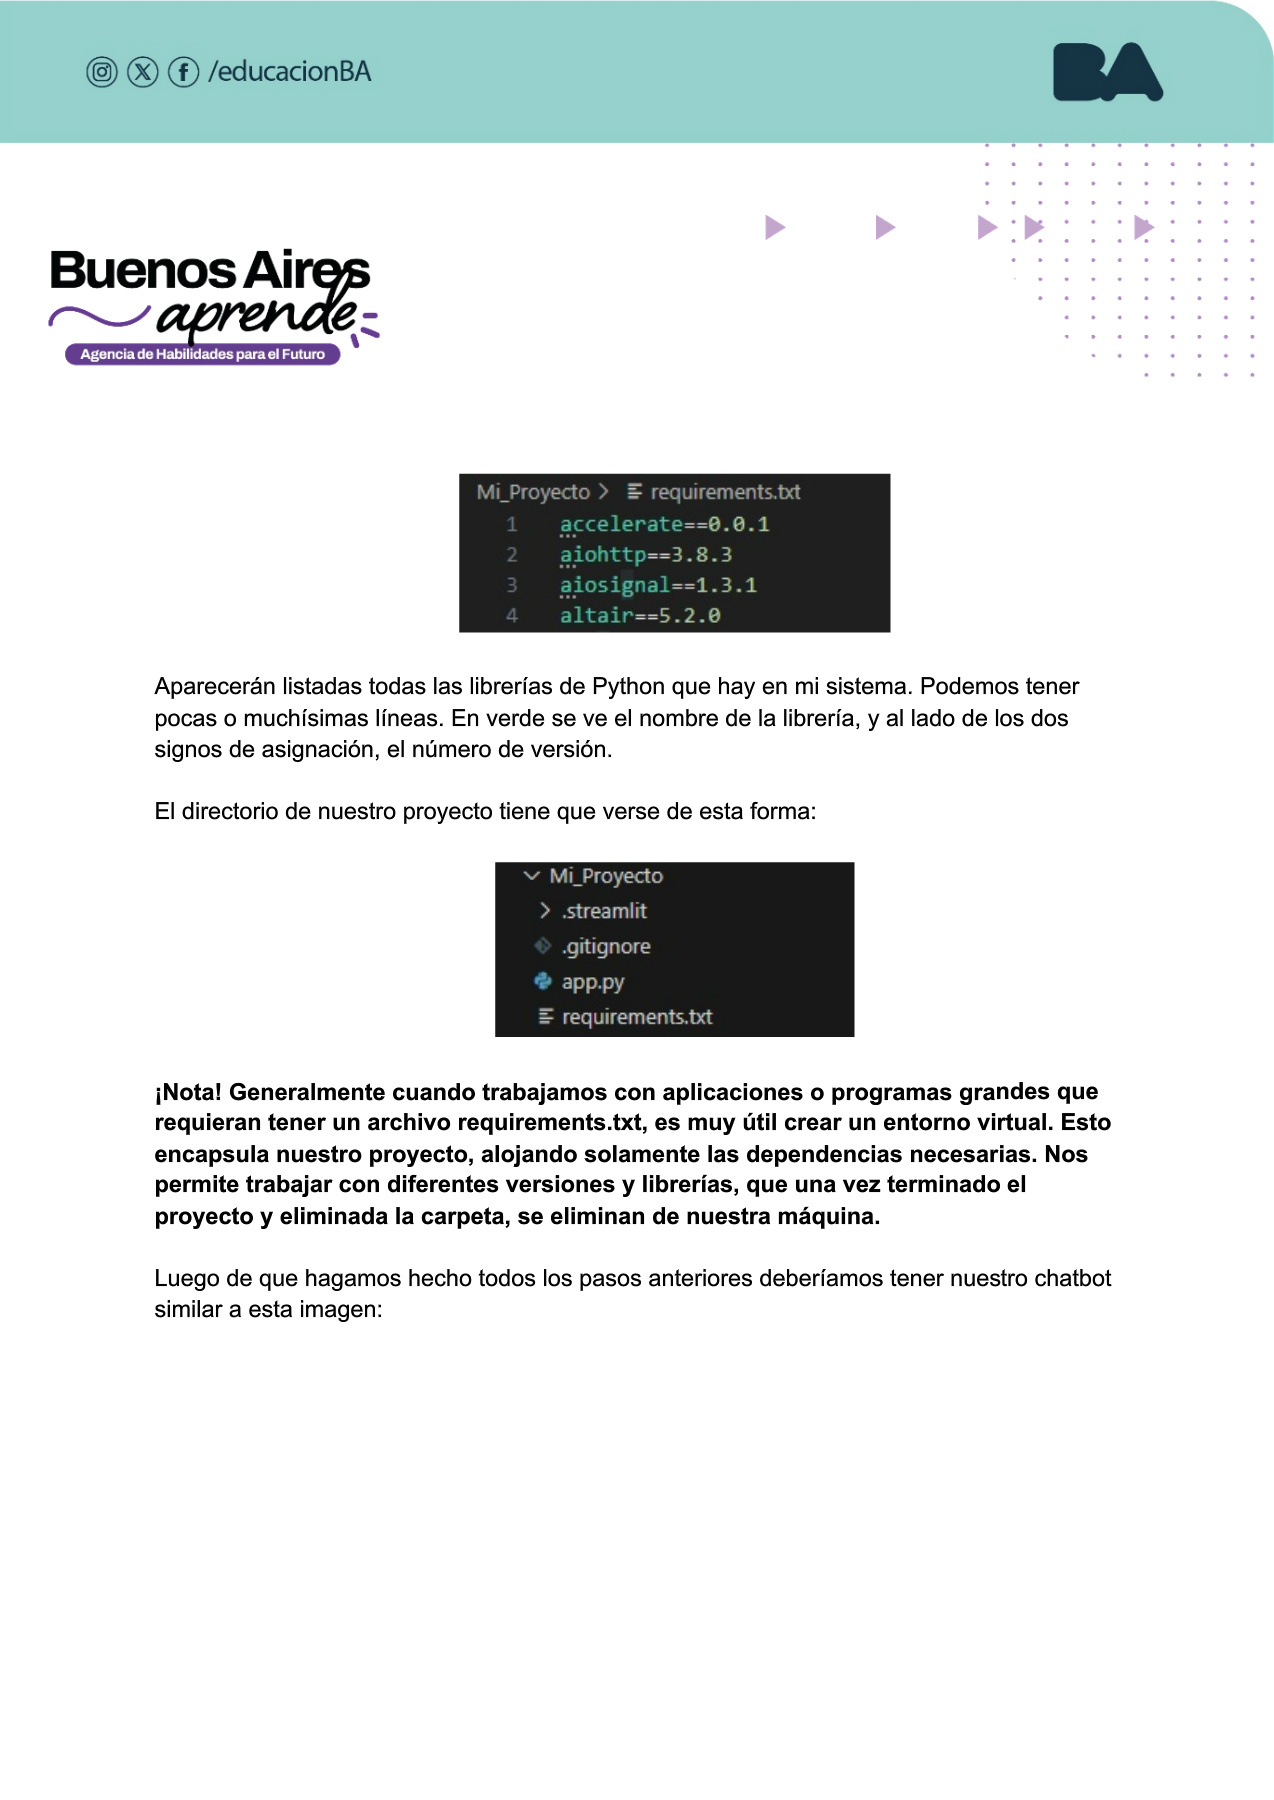 /educacionBA
BA
Buenos Aires
aprende
Agencia de Habilidades para el Futuro
Mi_Proyecto > requirements.txt
1 accelerate==0.0.1
2 aiohttp==3.8.3
3 aiosignal==1.3.1
4 altair==5.2.0
Aparecerán listadas todas las librerías de Python que hay en mi sistema. Podemos tener
pocas o muchísimas líneas. En verde se ve el nombre de la librería, y al lado de los dos
signos de asignación, el número de versión.
El directorio de nuestro proyecto tiene que verse de esta forma:
Mi_Proyecto
.streamlit
.gitignore
app.py
requirements.txt
¡Nota! Generalmente cuando trabajamos con aplicaciones o programas grandes que
requieran tener un archivo requirements.txt, es muy útil crear un entorno virtual. Esto
encapsula nuestro proyecto, alojando solamente las dependencias necesarias. Nos
permite trabajar con diferentes versiones y librerías, que una vez terminado el
proyecto y eliminada la carpeta, se eliminan de nuestra máquina.
Luego de que hagamos hecho todos los pasos anteriores deberíamos tener nuestro chatbot
similar a esta imagen: